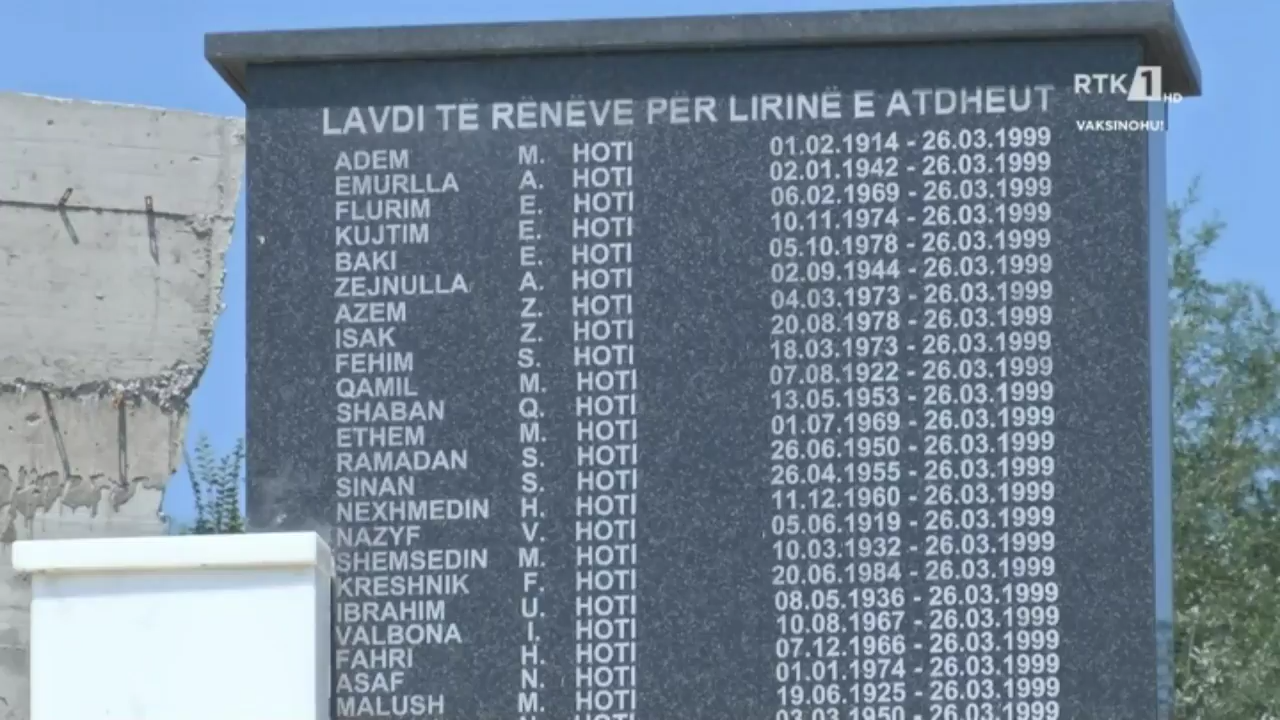 LAVDI TË RËNËVE PËR LIRINË E ATDHEUT
ADEM M. HOTI 01.02.1914 - 26.03.1999
EMURLLA A. HOTI 02.01.1942 - 26.03.1999
FLURIM E. HOTI 06.02.1969 - 26.03.1999
KUJTIM E. HOTI 10.11.1974 - 26.03.1999
BAKI E. HOTI 05.10.1978 - 26.03.1999
ZEJNULLA A. HOTI 02.09.1944 - 26.03.1999
AZEM Z. HOTI 04.03.1973 - 26.03.1999
ISAK Z. HOTI 20.08.1978 - 26.03.1999
FEHIM S. HOTI 18.03.1973 - 26.03.1999
QAMIL M. HOTI 07.08.1922 - 26.03.1999
SHABAN Q. HOTI 13.05.1953 - 26.03.1999
ETHEM M. HOTI 01.07.1969 - 26.03.1999
RAMADAN S. HOTI 26.06.1950 - 26.03.1999
SINAN S. HOTI 26.04.1955 - 26.03.1999
NEXHMEDIN H. HOTI 11.12.1960 - 26.03.1999
NAZYF V. HOTI 05.06.1919 - 26.03.1999
SHEMSEDIN M. HOTI 10.03.1932 - 26.03.1999
KRESHNIK F. HOTI 20.06.1984 - 26.03.1999
IBRAHIM U. HOTI 08.05.1936 - 26.03.1999
VALBONA I. HOTI 10.08.1967 - 26.03.1999
FAHRI H. HOTI 07.12.1966 - 26.03.1999
ASAF N. HOTI 01.01.1974 - 26.03.1999
MALUSH M. HOTI 19.06.1925 - 26.03.1999
RTK 1 HD
VAKSINOHU!